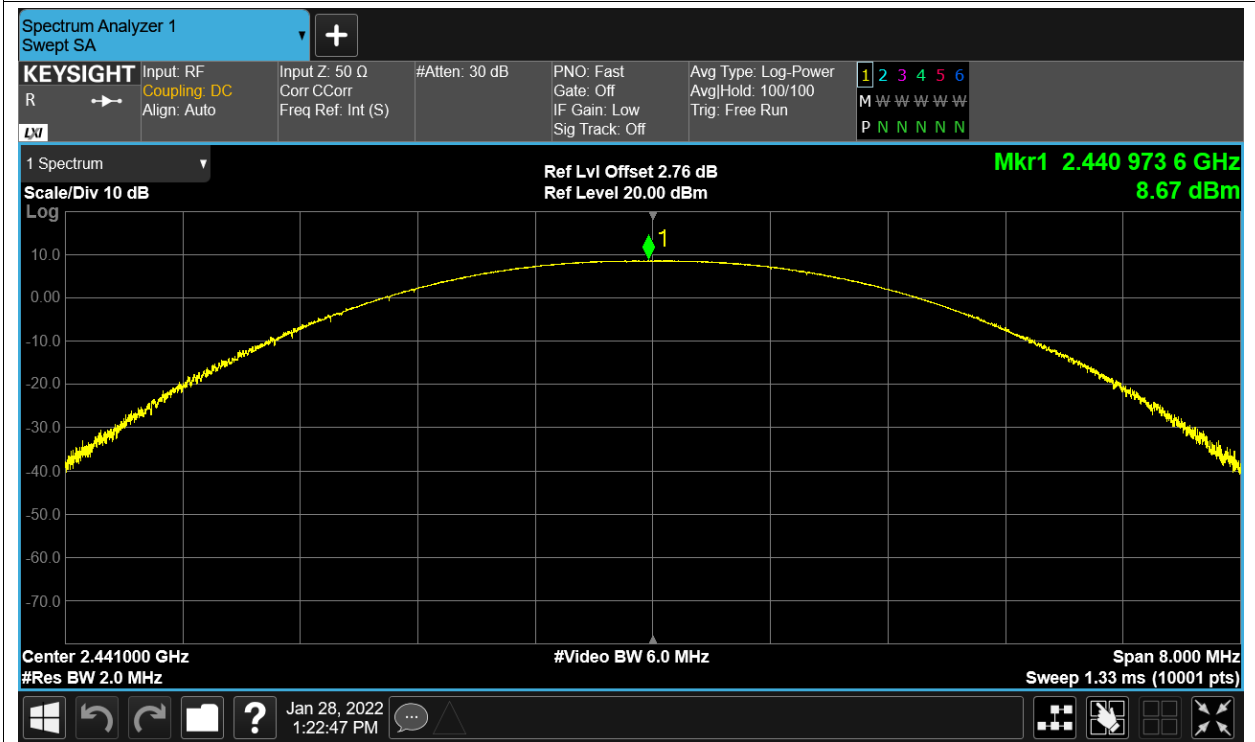 Spectrum Analyzer 1
Swept SA
KEYSIGHT
R
LXI
Input: RF
Coupling: DC
Align: Auto
Input Z: 50 Ω
Corr CCorr
Freq Ref: Int (S)
#Atten: 30 dB
PNO: Fast
Gate: Off
IF Gain: Low
Sig Track: Off
Avg Type: Log-Power
Avg|Hold: 100/100
Trig: Free Run
1 2 3 4 5 6
M W W W W W
P N N N N N
1 Spectrum
Scale/Div 10 dB
Log
Ref Lvl Offset 2.76 dB
Ref Level 20.00 dBm
Mkr1 2.440 973 6 GHz
8.67 dBm
1
10.0
0.00
-10.0
-20.0
-30.0
-40.0
-50.0
-60.0
-70.0
Center 2.441000 GHz
#Res BW 2.0 MHz
#Video BW 6.0 MHz
Span 8.000 MHz
Sweep 1.33 ms (10001 pts)
?
Jan 28, 2022
1:22:47 PM